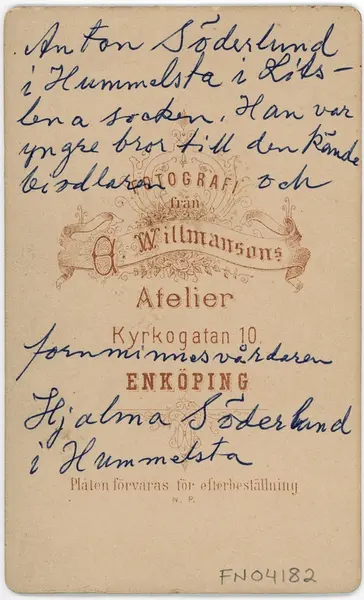 Anton Söderlund
i Hummelsta i Lits-
lena socken. Han var
yngre bror till den kände
biodlaren och
FOTOGRAFI
från
G. Willmansons
Atelier
Kyrkogatan 10.
fornminnesvårdaren
ENKÖPING
Hjalma Söderlund
i Hummelsta
Plåten förvaras för efterbeställning
N. P.
FN04182